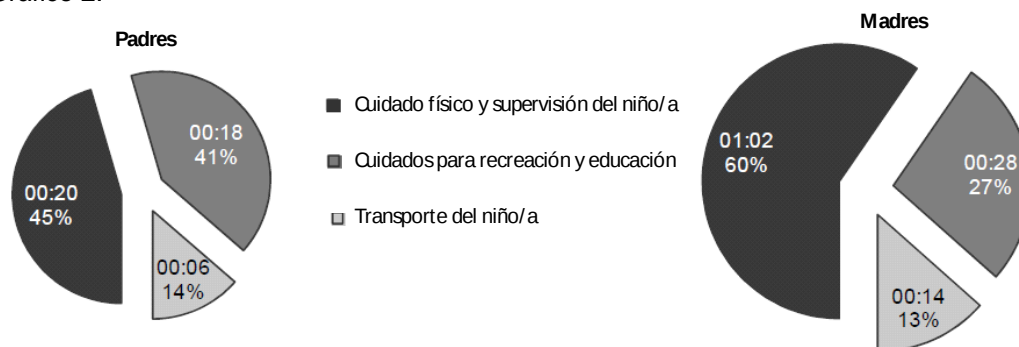 Padres
Madres
00:18
41%
00:20
45%
00:06
14%
Cuidado físico y supervisión del niño/a
Cuidados para recreación y educación
Transporte del niño/a
01:02
60%
00:28
27%
00:14
13%